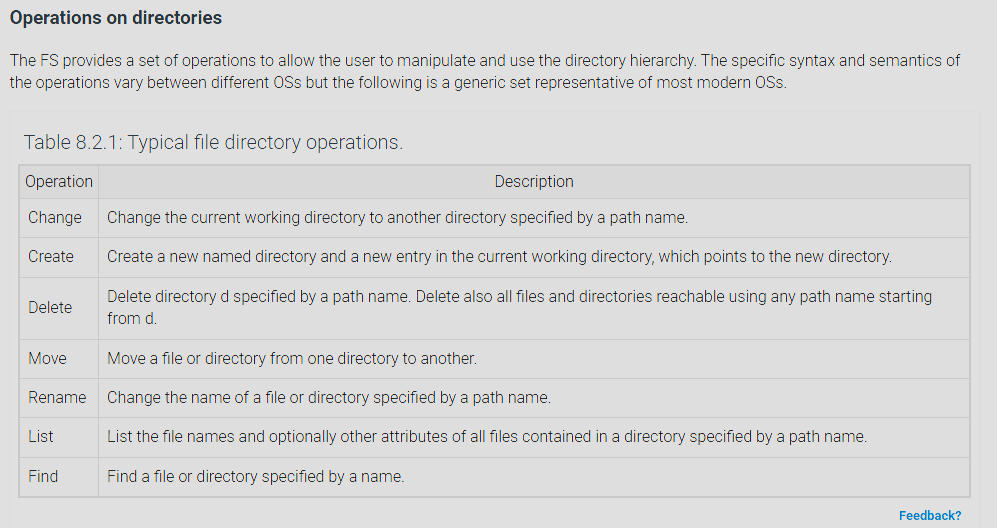 Operations on directories
The FS provides a set of operations to allow the user to manipulate and use the directory hierarchy. The specific syntax and semantics of
the operations vary between different OSs but the following is a generic set representative of most modern OSs.
Table 8.2.1: Typical file directory operations.
Operation Description
Change Change the current working directory to another directory specified by a path name.
Create Create a new named directory and a new entry in the current working directory, which points to the new directory.
Delete Delete directory d specified by a path name. Delete also all files and directories reachable using any path name starting
from d.
Move Move a file or directory from one directory to another.
Rename Change the name of a file or directory specified by a path name.
List List the file names and optionally other attributes of all files contained in a directory specified by a path name.
Find Find a file or directory specified by a name.
Feedback?